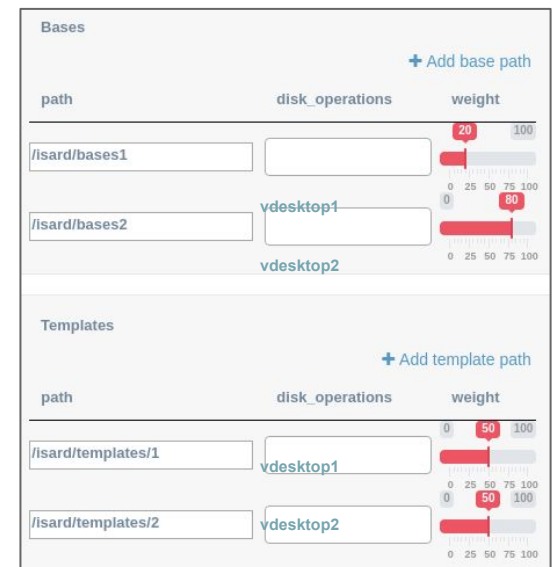 Bases
+ Add base path
path disk_operations weight
20 100
/isard/bases1
0 25 50 75 100
vdesktop1 0 80
/isard/bases2
vdesktop2 0 25 50 75 100
Templates
+ Add template path
path disk_operations weight
0 50 100
/isard/templates/1
vdesktop1
0 25 50 75 100
0 50 100
/isard/templates/2 vdesktop2
0 25 50 75 100